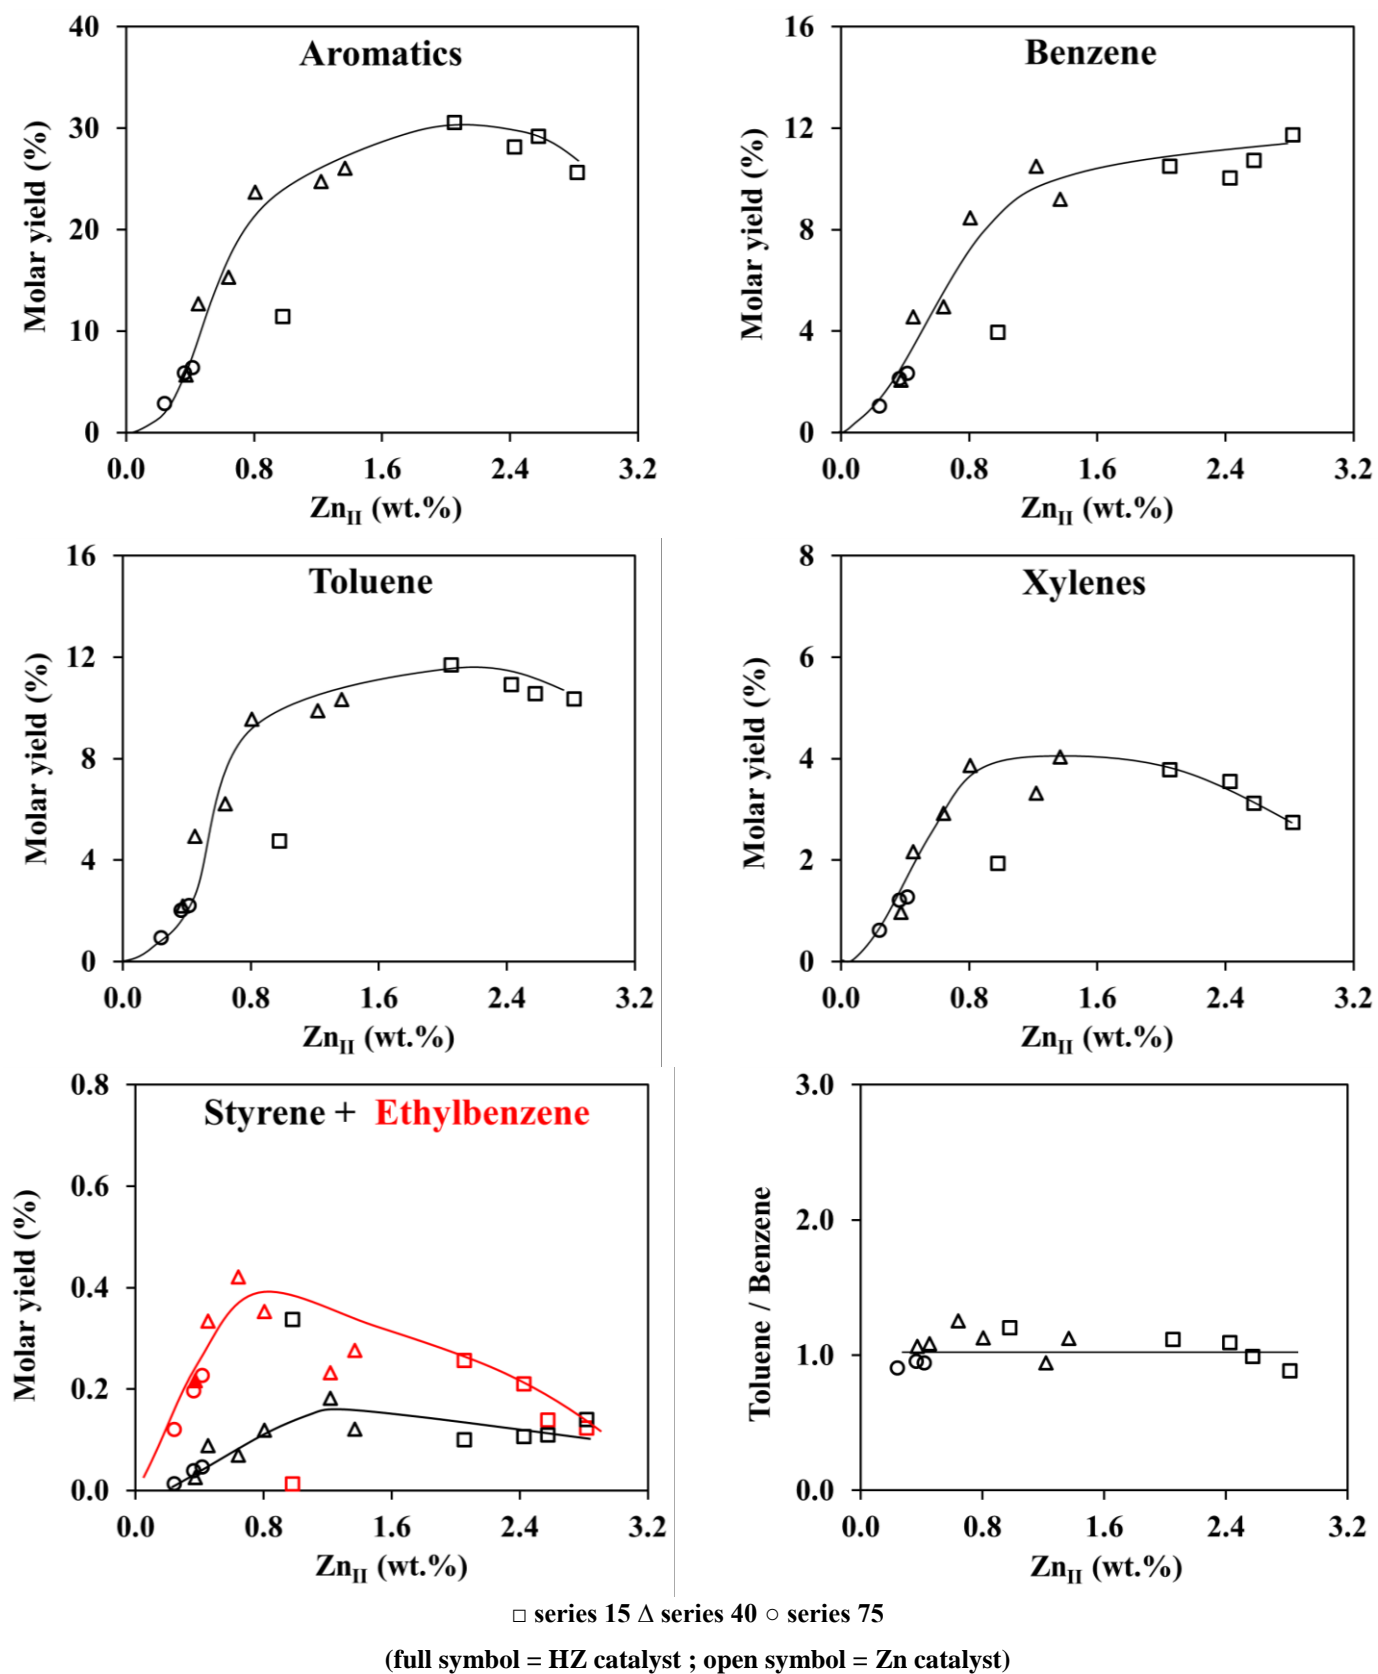 Aromatics
Molar yield (%)
40
30
20
10
0
0.0 0.8 1.6 2.4 3.2
ZnII (wt.%)
Benzene
Molar yield (%)
16
12
8
4
0
0.0 0.8 1.6 2.4 3.2
ZnII (wt.%)
Toluene
Molar yield (%)
16
12
8
4
0
0.0 0.8 1.6 2.4 3.2
ZnII (wt.%)
Xylenes
Molar yield (%)
8
6
4
2
0
0.0 0.8 1.6 2.4 3.2
ZnII (wt.%)
Styrene + Ethylbenzene
Molar yield (%)
0.8
0.6
0.4
0.2
0.0
0.0 0.8 1.6 2.4 3.2
ZnII (wt.%)
Toluene / Benzene
3.0
2.0
1.0
0.0
0.0 0.8 1.6 2.4 3.2
ZnII (wt.%)
□ series 15 Δ series 40 ○ series 75
(full symbol = HZ catalyst ; open symbol = Zn catalyst)